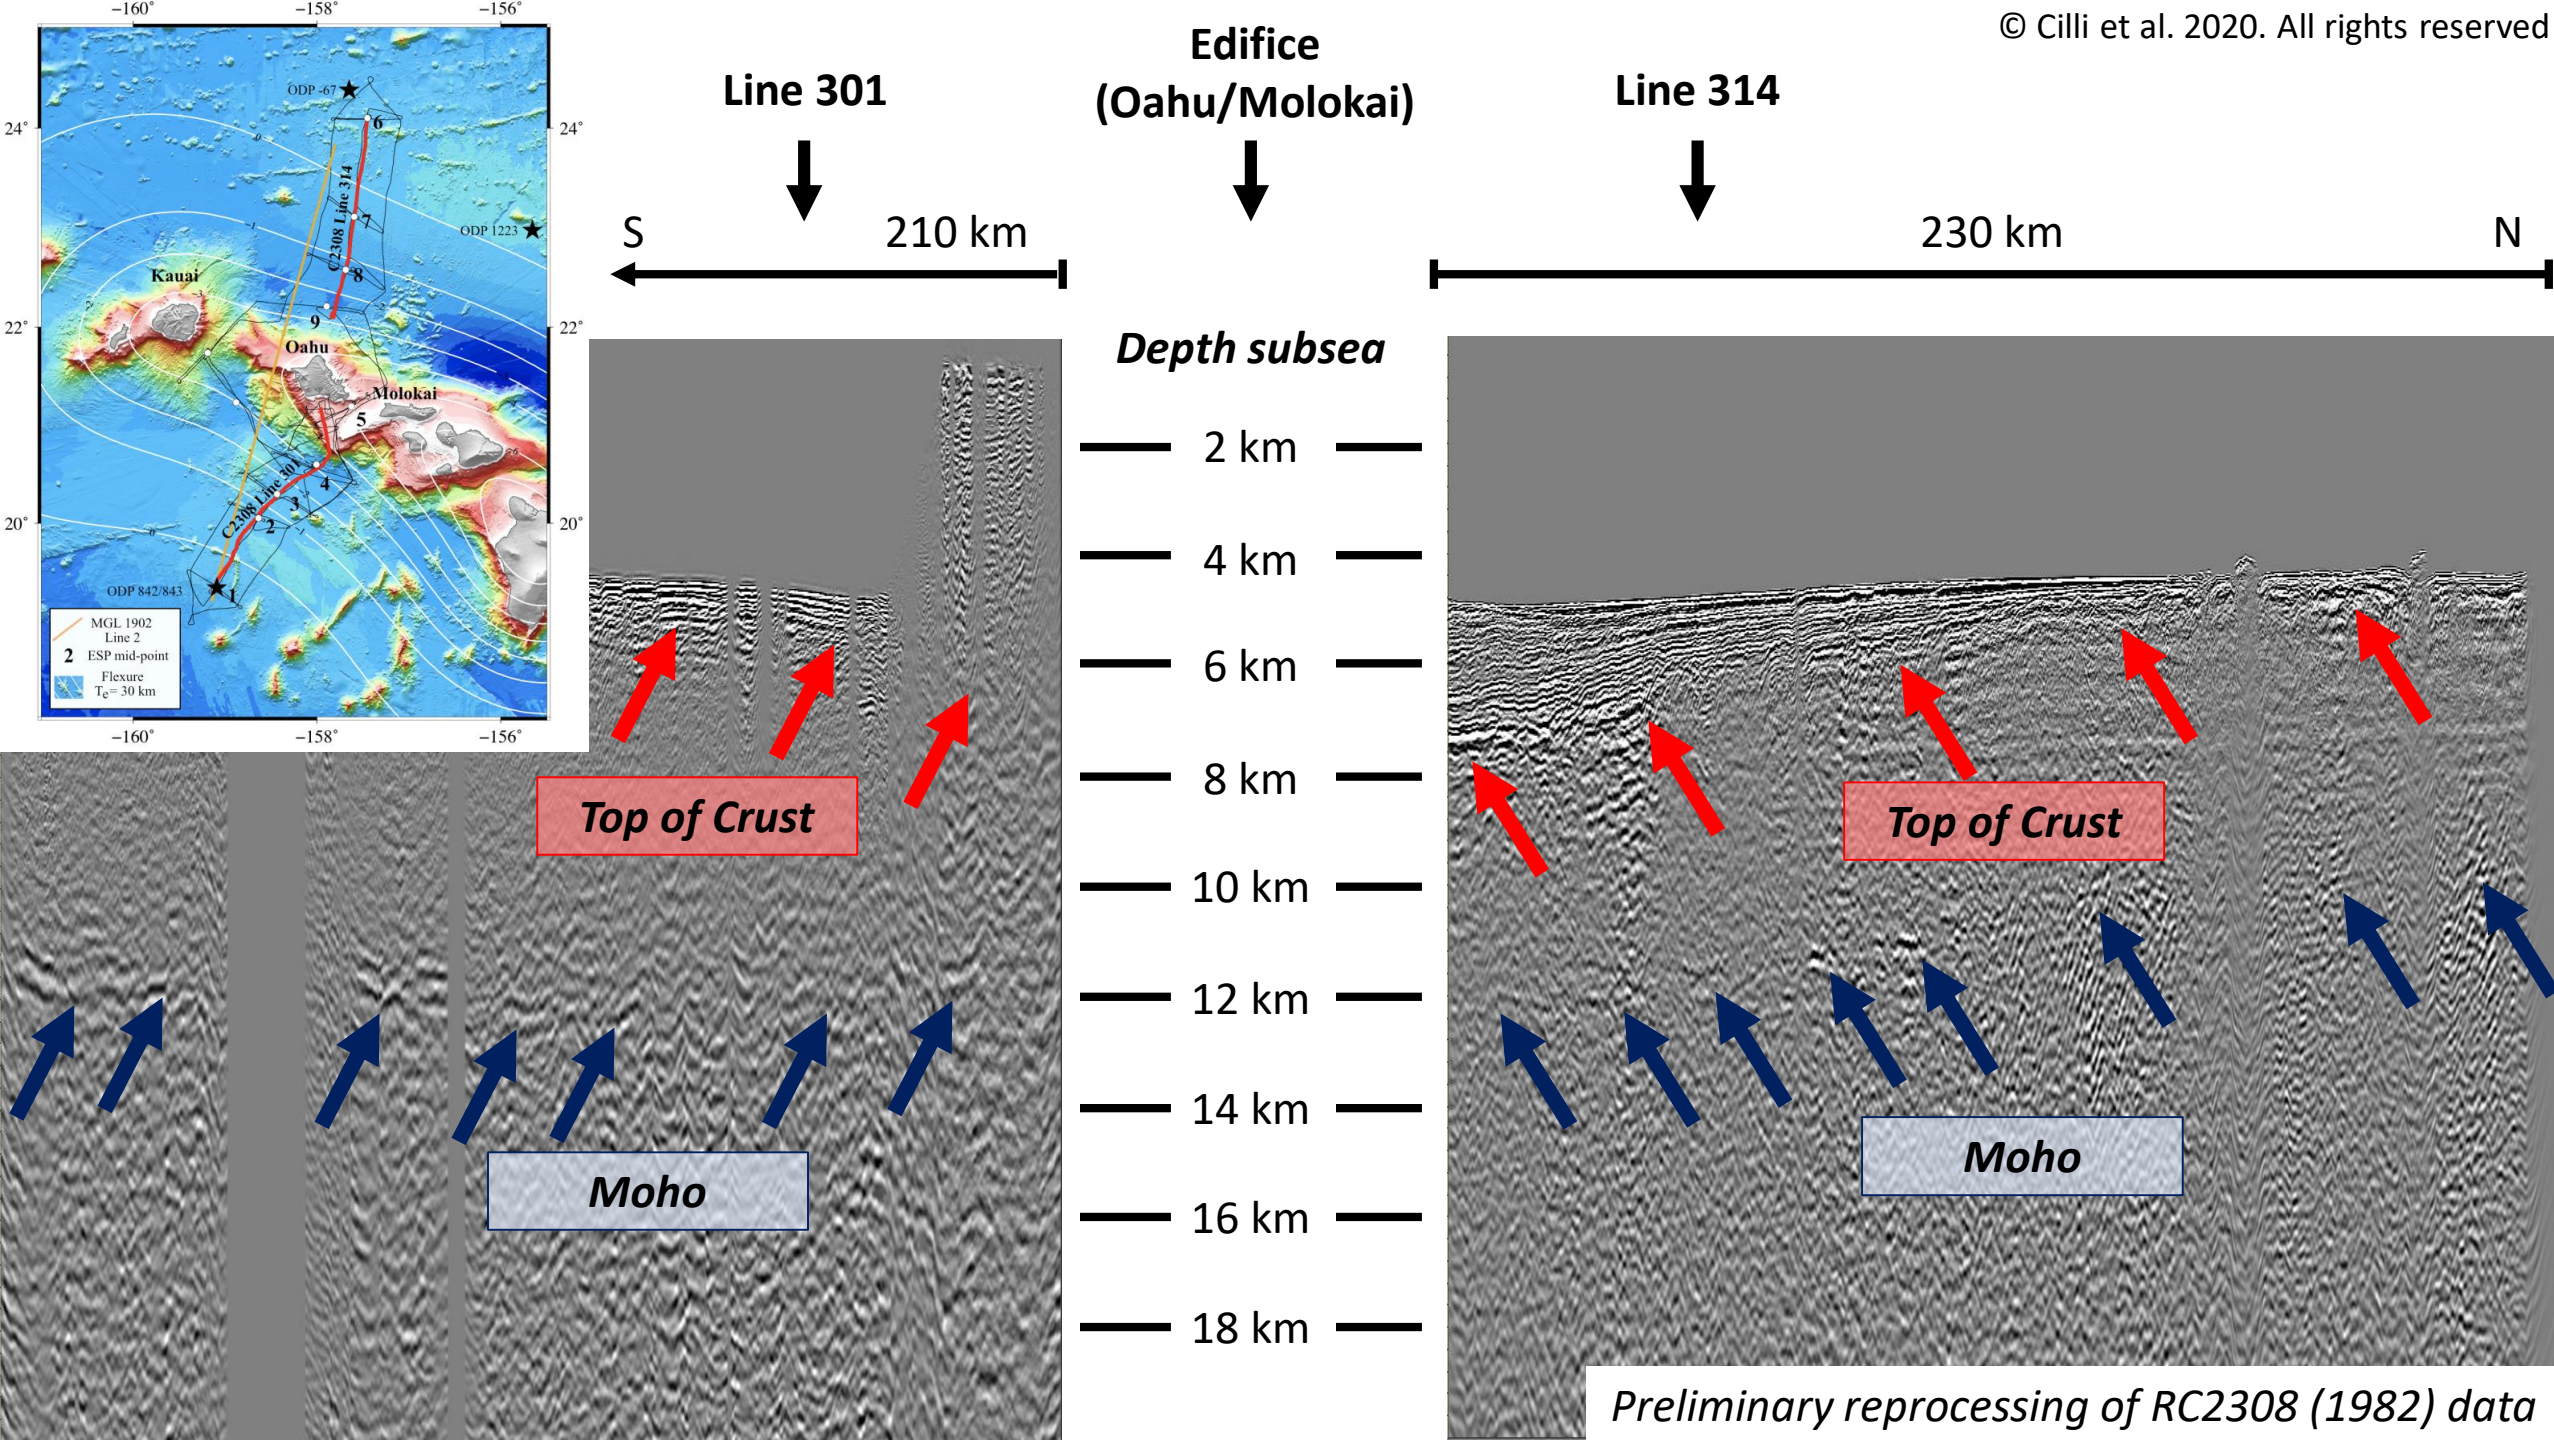 © Cilli et al. 2020. All rights reserved
−160˚ −158˚ −156˚
ODP -67
24˚ 24˚
6
C2308 Line 314
7
ODP 1223
8
Kauai
9
22˚ 22˚
Oahu
Molokai
5
C2308 Line 301
4
3
2
20˚ 20˚
ODP 842/843
1
MGL 1902
Line 2
2 ESP mid-point
Flexure
Te= 30 km
−160˚ −158˚ −156˚
Line 301
Edifice
(Oahu/Molokai)
Line 314
S 210 km
230 km N
Depth subsea
2 km
4 km
6 km
8 km
10 km
12 km
14 km
16 km
18 km
Top of Crust
Moho
Top of Crust
Moho
Preliminary reprocessing of RC2308 (1982) data